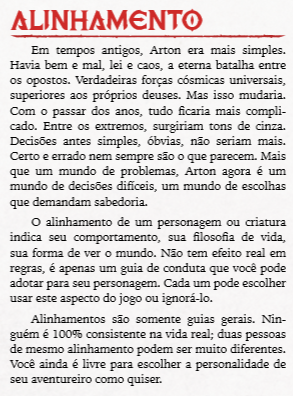 ALINHAMENTO
Em tempos antigos, Arton era mais simples.
Havia bem e mal, lei e caos, a eterna batalha entre
os opostos. Verdadeiras forças cósmicas universais,
superiores aos próprios deuses. Mas isso mudaria.
Com o passar dos anos, tudo ficaria mais compli-
cado. Entre os extremos, surgiriam tons de cinza.
Decisões antes simples, óbvias, não seriam mais.
Certo e errado nem sempre são o que parecem. Mais
que um mundo de problemas, Arton agora é um
mundo de decisões difíceis, um mundo de escolhas
que demandam sabedoria.
O alinhamento de um personagem ou criatura
indica seu comportamento, sua filosofia de vida,
sua forma de ver o mundo. Não tem efeito real em
regras, é apenas um guia de conduta que você pode
adotar para seu personagem. Cada um pode escolher
usar este aspecto do jogo ou ignorá-lo.
Alinhamentos são somente guias gerais. Nin-
guém é 100% consistente na vida real; duas pessoas
de mesmo alinhamento podem ser muito diferentes.
Você ainda é livre para escolher a personalidade de
seu aventureiro como quiser.